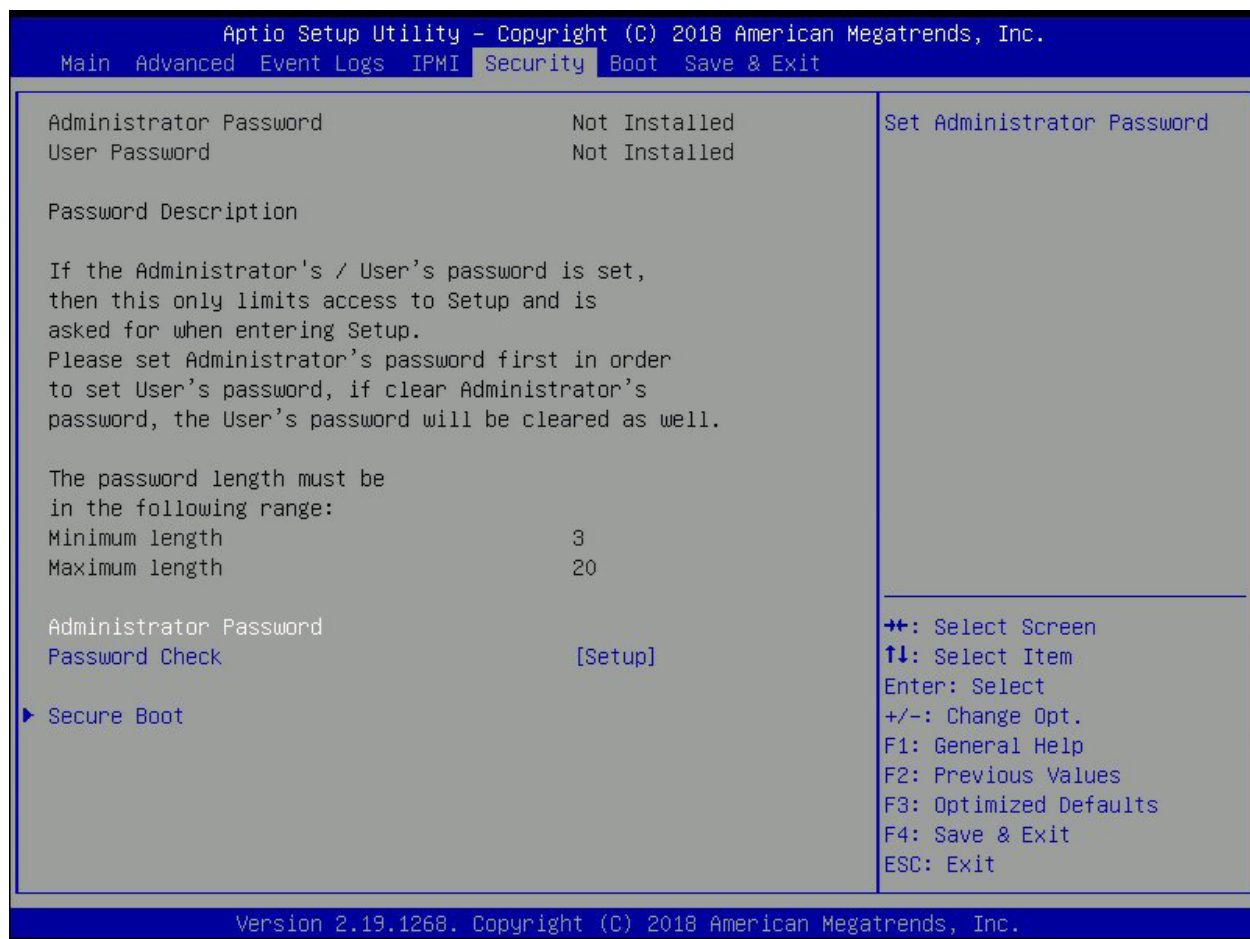 Aptio Setup Utility – Copyright (C) 2018 American Megatrends, Inc.
Main Advanced Event Logs IPMI Security Boot Save & Exit
Administrator Password Not Installed
User Password Not Installed
Password Description
If the Administrator's / User's password is set,
then this only limits access to Setup and is
asked for when entering Setup.
Please set Administrator's password first in order
to set User's password, if clear Administrator's
password, the User's password will be cleared as well.
The password length must be
in the following range:
Minimum length 3
Maximum length 20
Administrator Password
Password Check [Setup]
▶ Secure Boot
Set Administrator Password
→←: Select Screen
↑↓: Select Item
Enter: Select
+/-: Change Opt.
F1: General Help
F2: Previous Values
F3: Optimized Defaults
F4: Save & Exit
ESC: Exit
Version 2.19.1268. Copyright (C) 2018 American Megatrends, Inc.